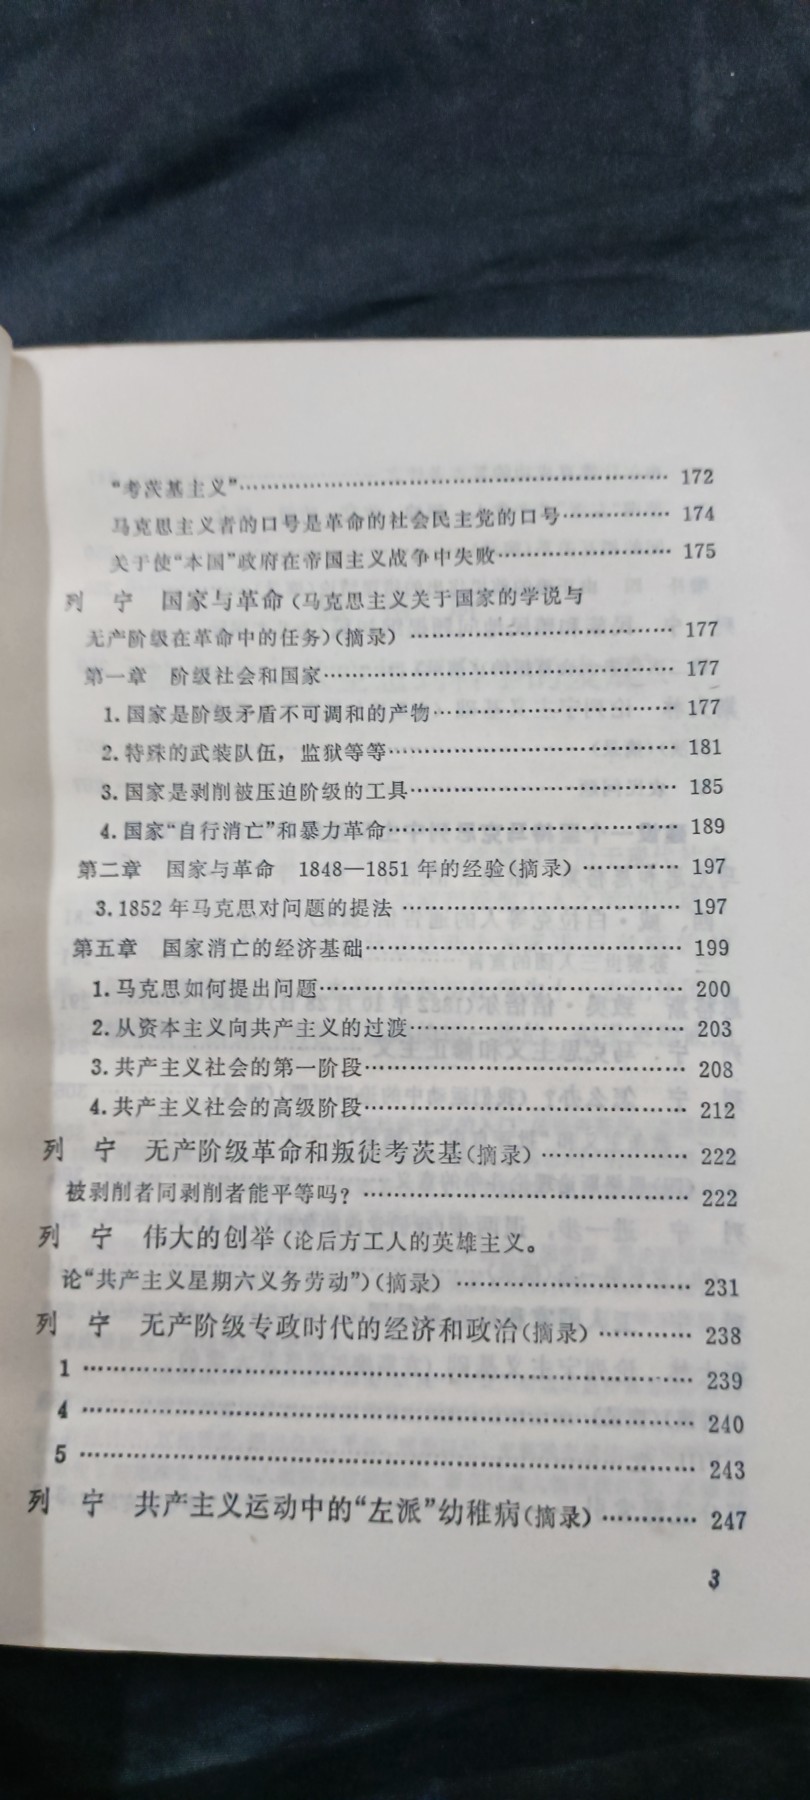 “考茨基主义”…………………………………………………… 172
马克思主义者的口号是革命的社会民主党的口号………… 174
关于使“本国”政府在帝国主义战争中失败………………… 175
列 宁 国家与革命(马克思主义关于国家的学说与
无产阶级在革命中的任务)(摘录) ………………………… 177
第一章 阶级社会和国家……………………………………… 177
1.国家是阶级矛盾不可调和的产物………………………… 177
2.特殊的武装队伍，监狱等等……………………………… 181
3.国家是剥削被压迫阶级的工具…………………………… 185
4.国家“自行消亡”和暴力革命……………………………… 189
第二章 国家与革命 1848—1851年的经验(摘录) ………… 197
3.1852年马克思对问题的提法 ……………………………… 197
第五章 国家消亡的经济基础………………………………… 199
1.马克思如何提出问题……………………………………… 200
2.从资本主义向共产主义的过渡…………………………… 203
3.共产主义社会的第一阶段………………………………… 208
4.共产主义社会的高级阶段………………………………… 212
列 宁 无产阶级革命和叛徒考茨基(摘录) ……………… 222
被剥削者同剥削者能平等吗？ ……………………………… 222
列 宁 伟大的创举(论后方工人的英雄主义。
论“共产主义星期六义务劳动”)(摘录) …………………… 231
列 宁 无产阶级专政时代的经济和政治(摘录) ………… 238
1 ………………………………………………………………… 239
4 ………………………………………………………………… 240
5 ………………………………………………………………… 243
列 宁 共产主义运动中的“左派”幼稚病(摘录) ………… 247
3